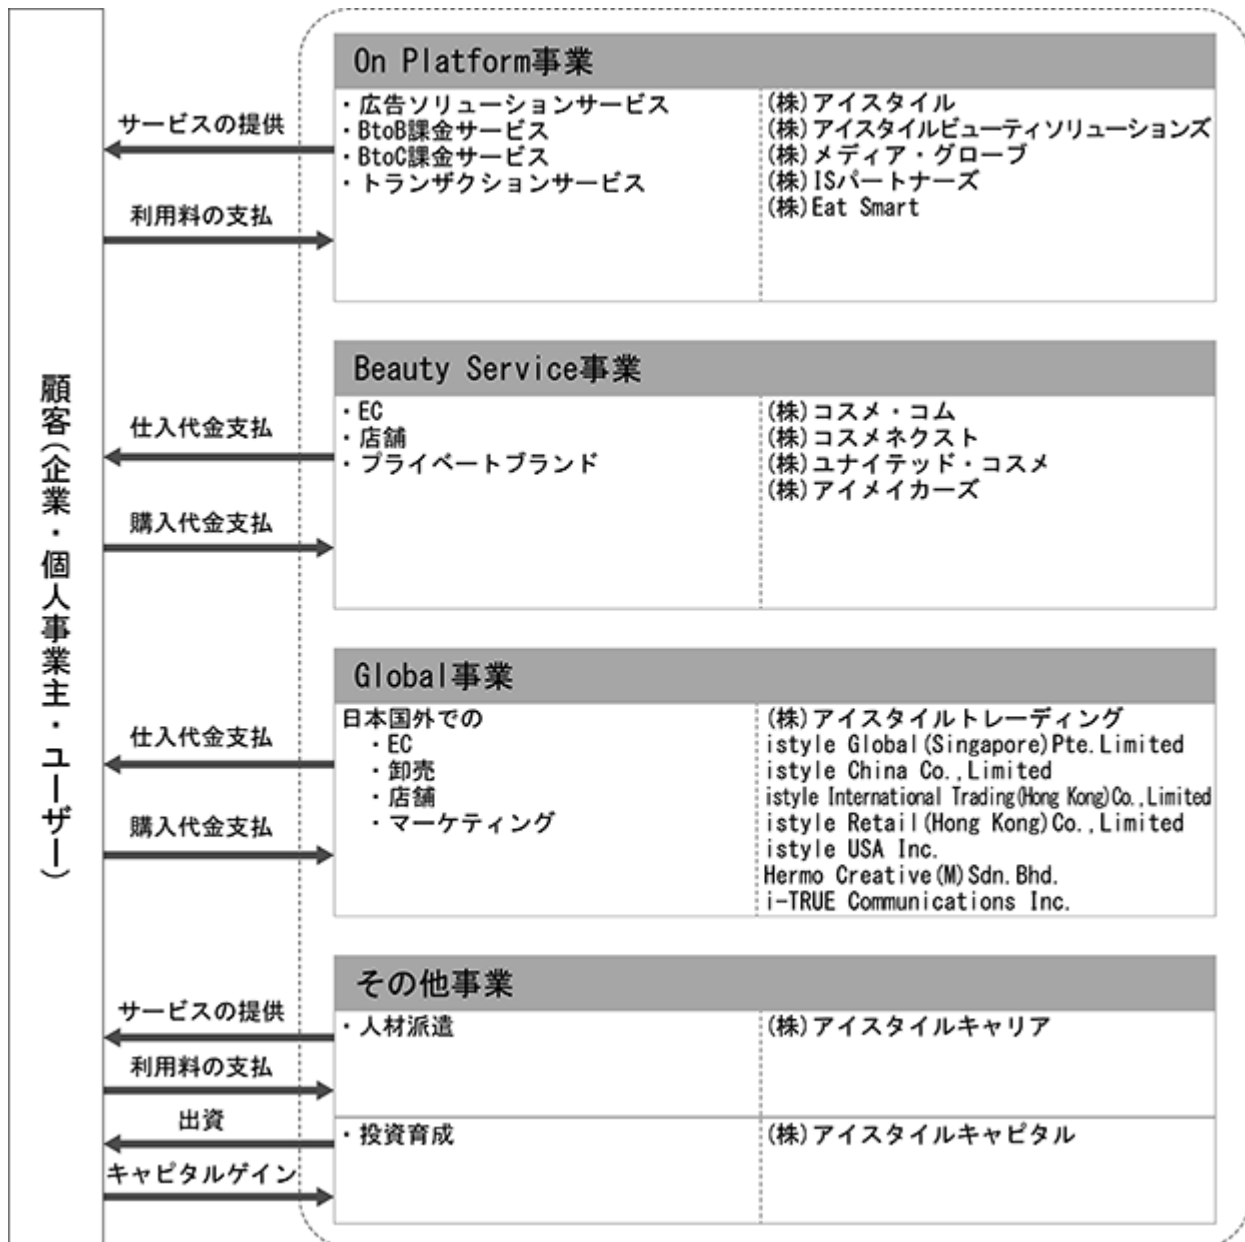 顧客(企業・個人事業主・ユーザー)
On Platform事業
サービスの提供
利用料の支払
・広告ソリューションサービス
・BtoB課金サービス
・BtoC課金サービス
・トランザクションサービス
(株)アイスタイル
(株)アイスタイルビューティソリューションズ
(株)メディア・グローブ
(株)ISパートナーズ
(株)Eat Smart
Beauty Service事業
仕入代金支払
購入代金支払
・EC
・店舗
・プライベートブランド
(株)コスメ・コム
(株)コスメネクスト
(株)ユナイテッド・コスメ
(株)アイメイカーズ
Global事業
仕入代金支払
購入代金支払
日本国外での
・EC
・卸売
・店舗
・マーケティング
(株)アイスタイルトレーディング
istyle Global(Singapore)Pte.Limited
istyle China Co.,Limited
istyle International Trading(Hong Kong)Co.,Limited
istyle Retail(Hong Kong)Co.,Limited
istyle USA Inc.
Hermo Creative(M)Sdn.Bhd.
i-TRUE Communications Inc.
その他事業
サービスの提供
利用料の支払
・人材派遣
(株)アイスタイルキャリア
出資
キャピタルゲイン
・投資育成
(株)アイスタイルキャピタル